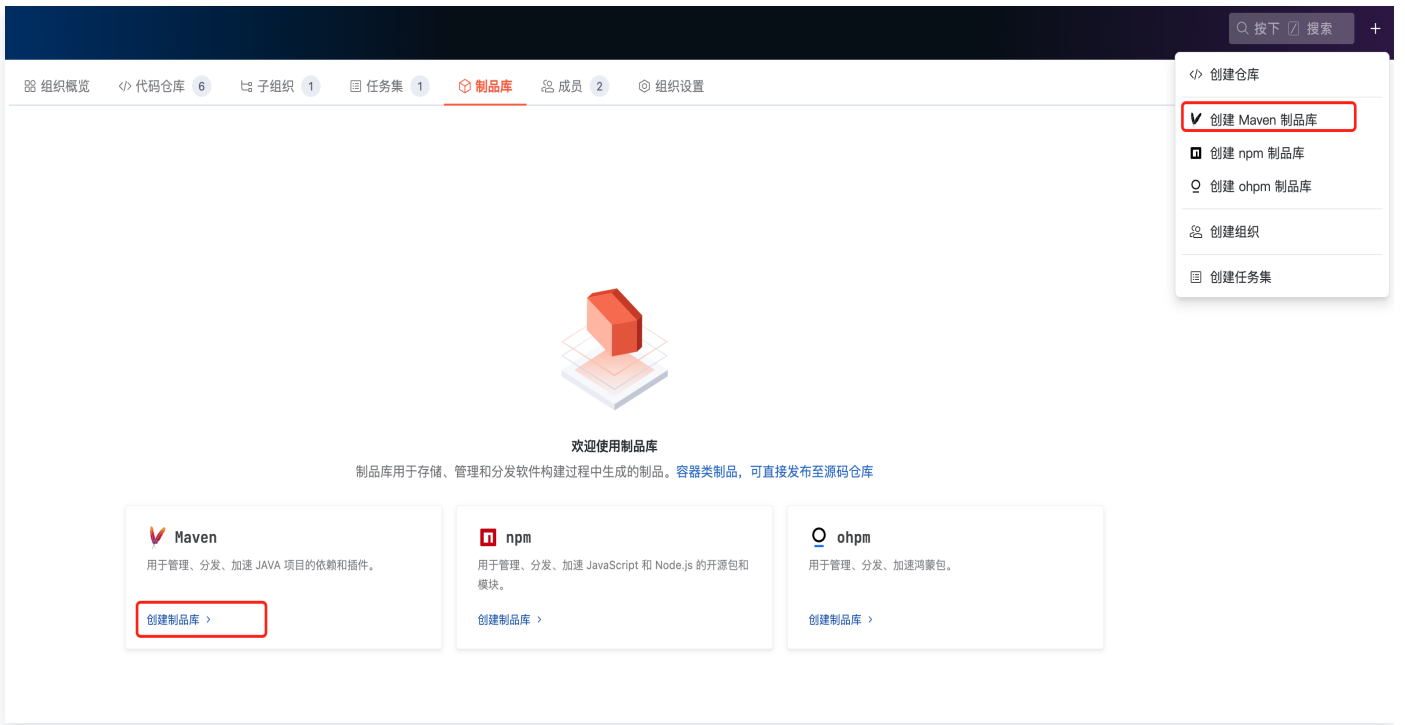 按下 / 搜索 +
组织概览 代码仓库 6 子组织 1 任务集 1 制品库 成员 2 组织设置
创建仓库
创建 Maven 制品库
创建 npm 制品库
创建 ohpm 制品库
创建组织
创建任务集
欢迎使用制品库
制品库用于存储、管理和分发软件构建过程中生成的制品。容器类制品，可直接发布至源码仓库
Maven
用于管理、分发、加速 JAVA 项目的依赖和插件。
创建制品库 >
npm
用于管理、分发、加速 JavaScript 和 Node.js 的开源包和
模块。
创建制品库 >
ohpm
用于管理、分发、加速鸿蒙包。
创建制品库 >